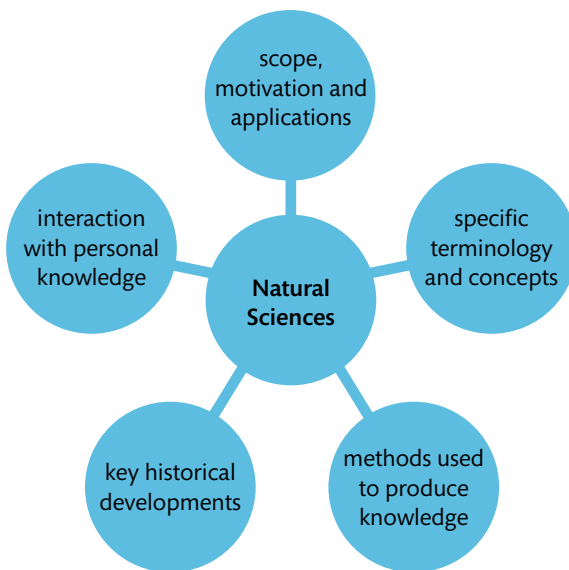 scope,
motivation and
applications
interaction
with personal
knowledge
specific
terminology
and concepts
Natural
Sciences
key historical
developments
methods used
to produce
knowledge